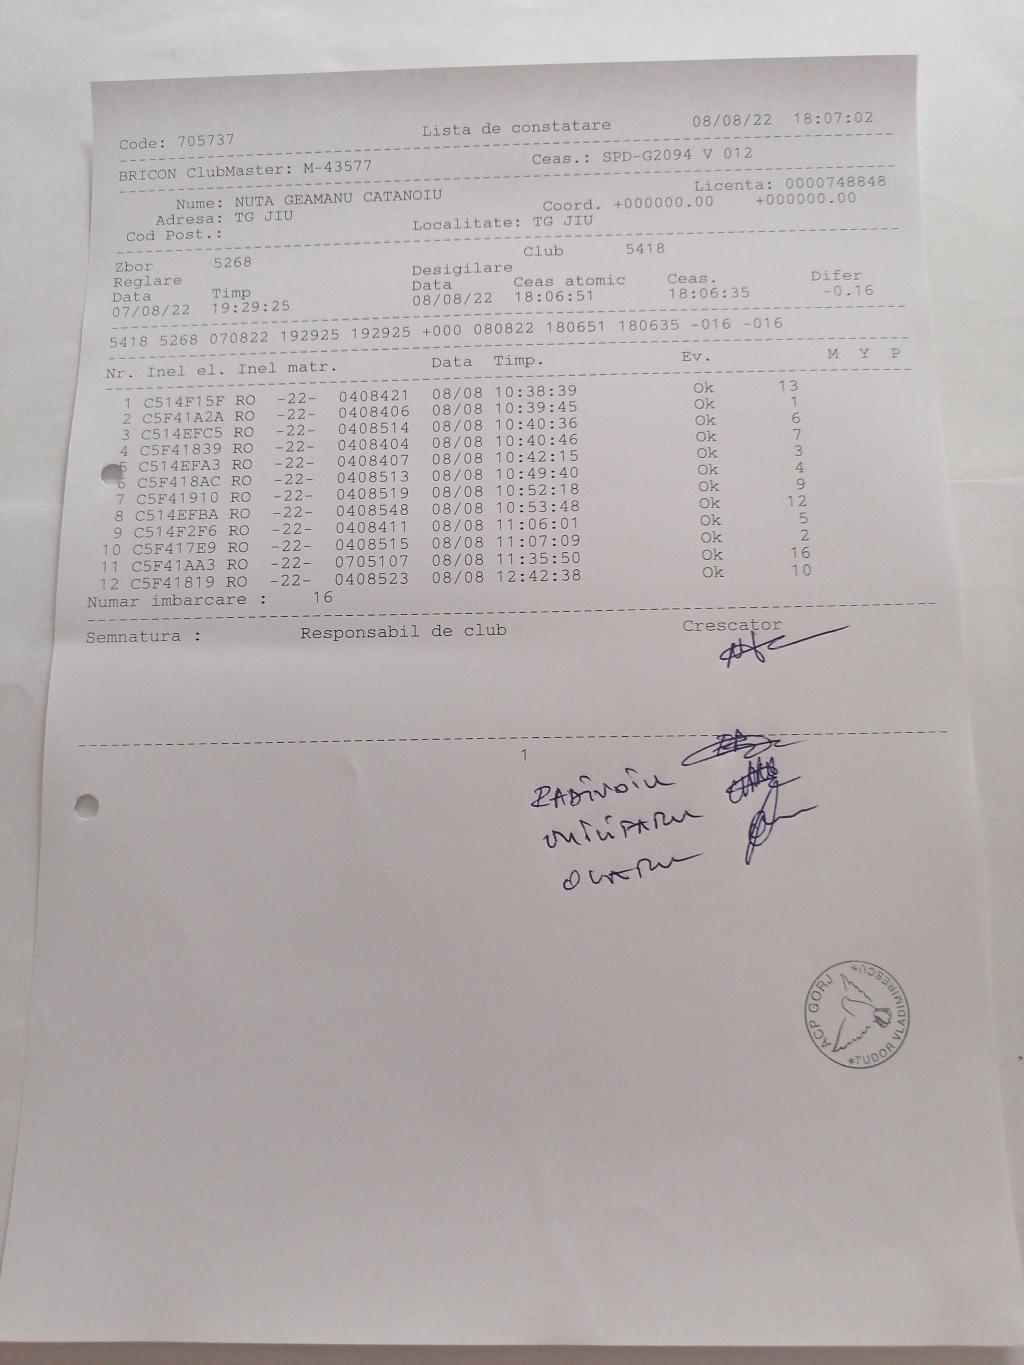 Code: 705737 Lista de constatare 08/08/22 18:07:02
BRICON ClubMaster: M-43577 Ceas.: SPD-G2094 V 012
Nume: NUTA GEAMANU CATANOIU Licenta: 0000748848
Adresa: TG JIU Coord. +000000.00 +000000.00
Cod Post.: Localitate: TG JIU
Zbor 5268 Club 5418
Reglare Desigilare
Data Timp Data Ceas atomic Ceas. Difer
07/08/22 19:29:25 08/08/22 18:06:51 18:06:35 -0.16
5418 5268 070822 192925 192925 +000 080822 180651 180635 -016 -016
Nr. Inel el. Inel matr. Data Timp. Ev. M Y P
1 C514F15F RO -22- 0408421 08/08 10:38:39 Ok 13
2 C5F41A2A RO -22- 0408406 08/08 10:39:45 Ok 1
3 C514EFC5 RO -22- 0408514 08/08 10:40:36 Ok 6
4 C5F41839 RO -22- 0408404 08/08 10:40:46 Ok 7
5 C514EFA3 RO -22- 0408407 08/08 10:42:15 Ok 3
6 C5F418AC RO -22- 0408513 08/08 10:49:40 Ok 4
7 C5F41910 RO -22- 0408519 08/08 10:52:18 Ok 9
8 C514EFBA RO -22- 0408548 08/08 10:53:48 Ok 12
9 C514F2F6 RO -22- 0408411 08/08 11:06:01 Ok 5
10 C5F417E9 RO -22- 0408515 08/08 11:07:09 Ok 2
11 C5F41AA3 RO -22- 0705107 08/08 11:35:50 Ok 16
12 C5F41819 RO -22- 0408523 08/08 12:42:38 Ok 10
Numar imbarcare : 16
Semnatura : Responsabil de club Crescator
1
OLARU
ACP GORJ
*TUDOR VLADIMIRESCU*